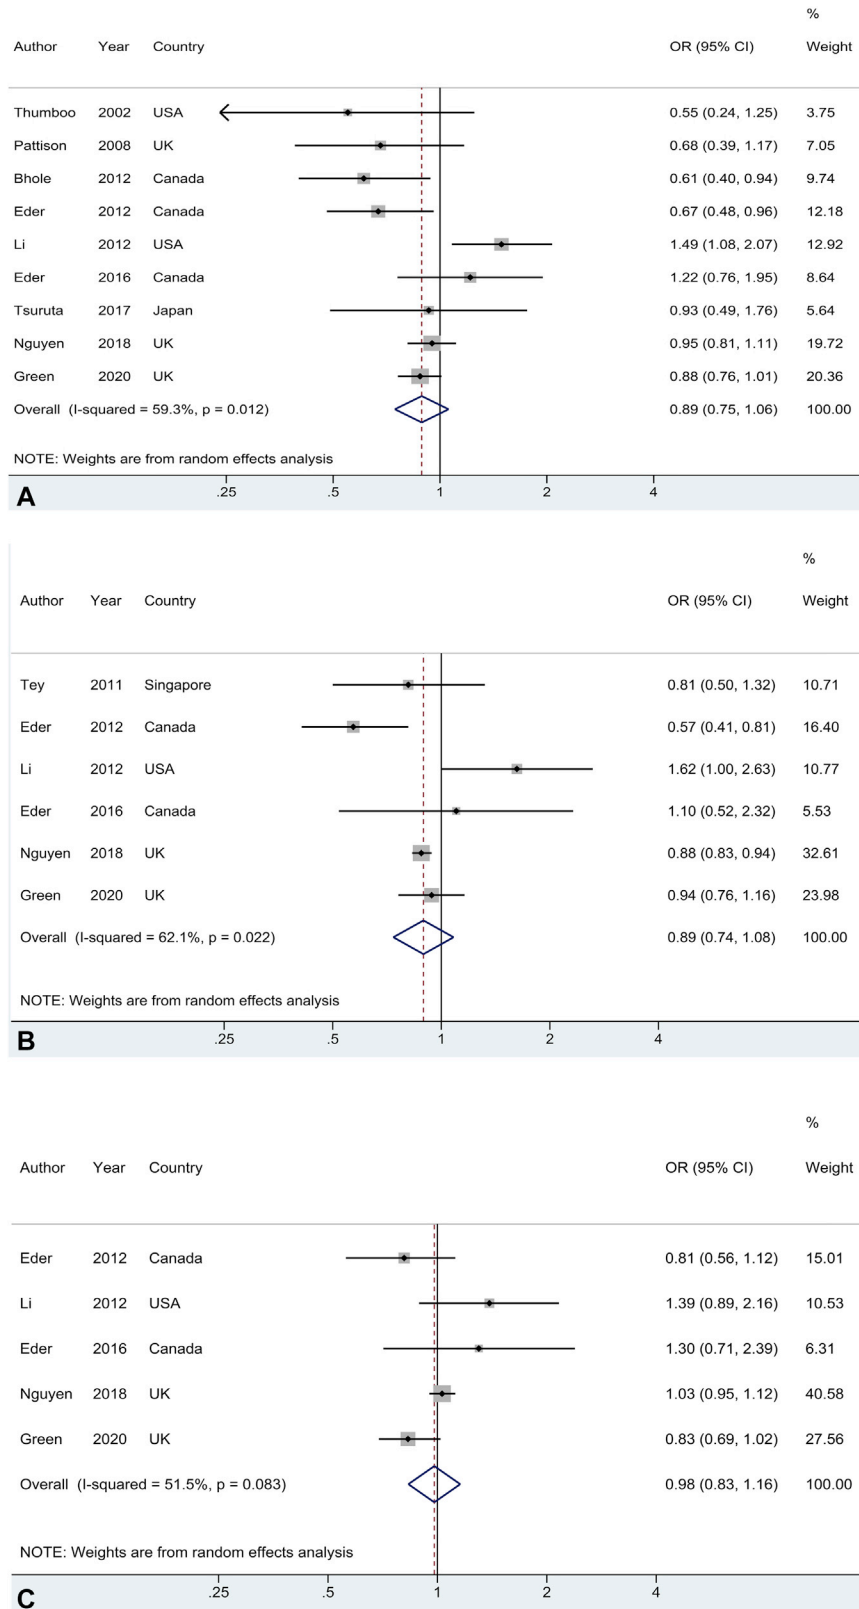 %
Author Year Country OR (95% CI) Weight
Thumboo 2002 USA 0.55 (0.24, 1.25) 3.75
Pattison 2008 UK 0.68 (0.39, 1.17) 7.05
Bhole 2012 Canada 0.61 (0.40, 0.94) 9.74
Eder 2012 Canada 0.67 (0.48, 0.96) 12.18
Li 2012 USA 1.49 (1.08, 2.07) 12.92
Eder 2016 Canada 1.22 (0.76, 1.95) 8.64
Tsuruta 2017 Japan 0.93 (0.49, 1.76) 5.64
Nguyen 2018 UK 0.95 (0.81, 1.11) 19.72
Green 2020 UK 0.88 (0.76, 1.01) 20.36
Overall (I-squared = 59.3%, p = 0.012) 0.89 (0.75, 1.06) 100.00
NOTE: Weights are from random effects analysis
A .25 .5 1 2 4
%
Author Year Country OR (95% CI) Weight
Tey 2011 Singapore 0.81 (0.50, 1.32) 10.71
Eder 2012 Canada 0.57 (0.41, 0.81) 16.40
Li 2012 USA 1.62 (1.00, 2.63) 10.77
Eder 2016 Canada 1.10 (0.52, 2.32) 5.53
Nguyen 2018 UK 0.88 (0.83, 0.94) 32.61
Green 2020 UK 0.94 (0.76, 1.16) 23.98
Overall (I-squared = 62.1%, p = 0.022) 0.89 (0.74, 1.08) 100.00
NOTE: Weights are from random effects analysis
B .25 .5 1 2 4
%
Author Year Country OR (95% CI) Weight
Eder 2012 Canada 0.81 (0.56, 1.12) 15.01
Li 2012 USA 1.39 (0.89, 2.16) 10.53
Eder 2016 Canada 1.30 (0.71, 2.39) 6.31
Nguyen 2018 UK 1.03 (0.95, 1.12) 40.58
Green 2020 UK 0.83 (0.69, 1.02) 27.56
Overall (I-squared = 51.5%, p = 0.083) 0.98 (0.83, 1.16) 100.00
NOTE: Weights are from random effects analysis
C .25 .5 1 2 4